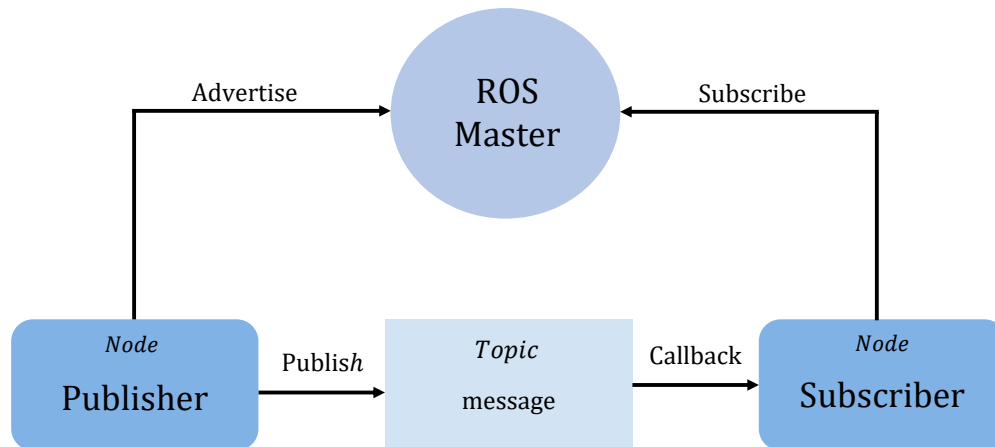 Advertise
ROS
Master
Subscribe
Node
Publisher
Publish
Topic
message
Callback
Node
Subscriber